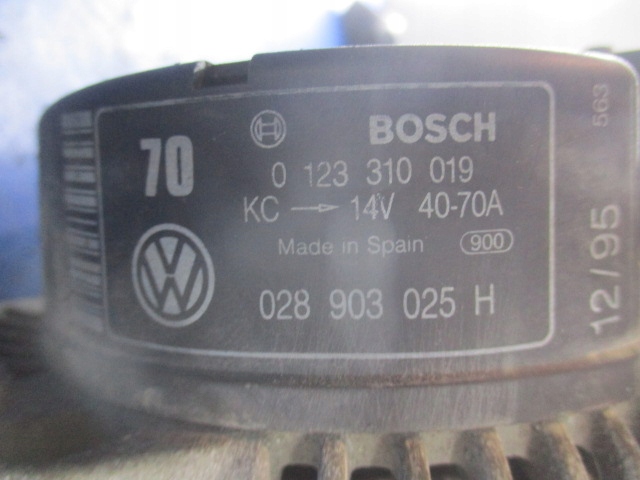 70
BOSCH
0 123 310 019
KC → 14V 40-70A
Made in Spain 900
VW
028 903 025 H
12/95
563